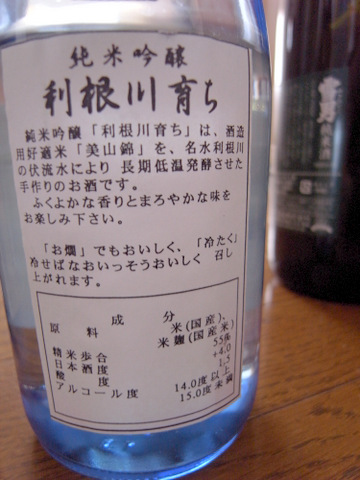 純米吟醸
利根川育ち
純米吟醸「利根川育ち」は、酒造
用好適米「美山錦」を、名水利根川
の伏流水により 長期低温発酵させた
手作りのお酒です。
ふくよかな香りとまろやかな味を
お楽しみ下さい。
「お燗」でもおいしく、「冷たく」
冷せばなおいっそうおいしく 召し
上がれます。
成分
原料 米(国産)、
米麹(国産米)
精米歩合 55%
日本酒度 +4.0
酸度 1.5
アルコール度 14.0度以上
15.0度未満
純米酒